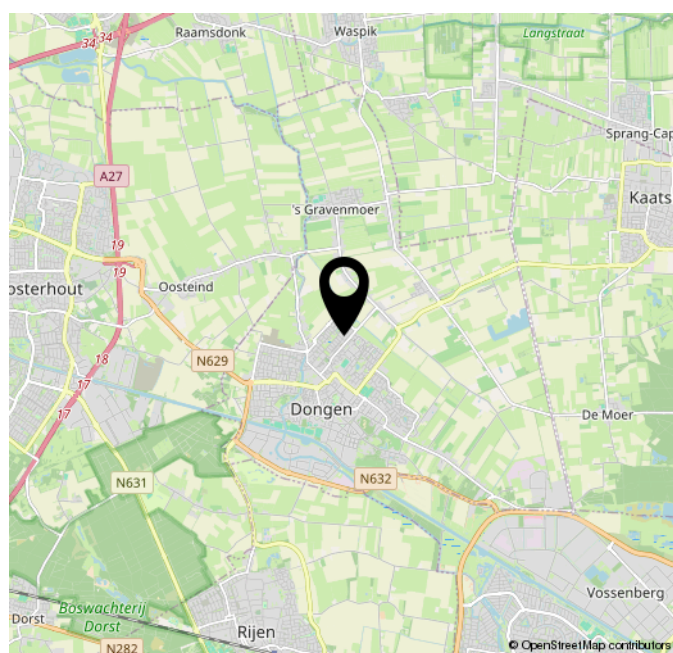 34
34
Raamsdonk
Waspik
Langstraat
Sprang-Cap
A27
Kaats
's Gravenmoer
19
19
Oosteind
osterhout
18
N629
17
17
Dongen
De Moer
N631
N632
Vossenberg
Boswachterij
Dorst
Dorst
Rijen
N282
© OpenStreetMap contributors